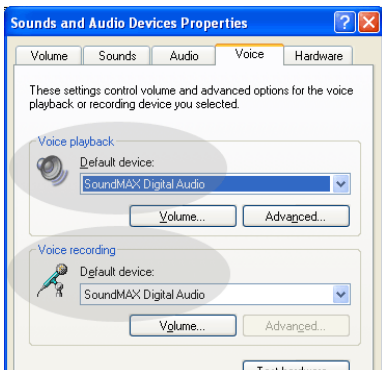 Sounds and Audio Devices Properties
Volume Sounds Audio Voice Hardware
These settings control volume and advanced options for the voice
playback or recording device you selected.
Voice playback
Default device:
SoundMAX Digital Audio
Volume... Advanced...
Voice recording
Default device:
SoundMAX Digital Audio
Volume... Advanced...
Test hardware...